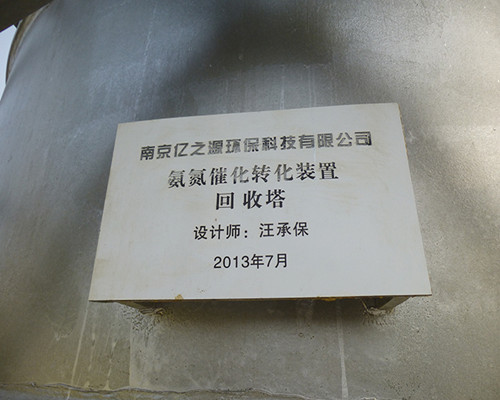 南京亿之源环保科技有限公司
氨氮催化转化装置
回收塔
设计师：汪承保
2013年7月